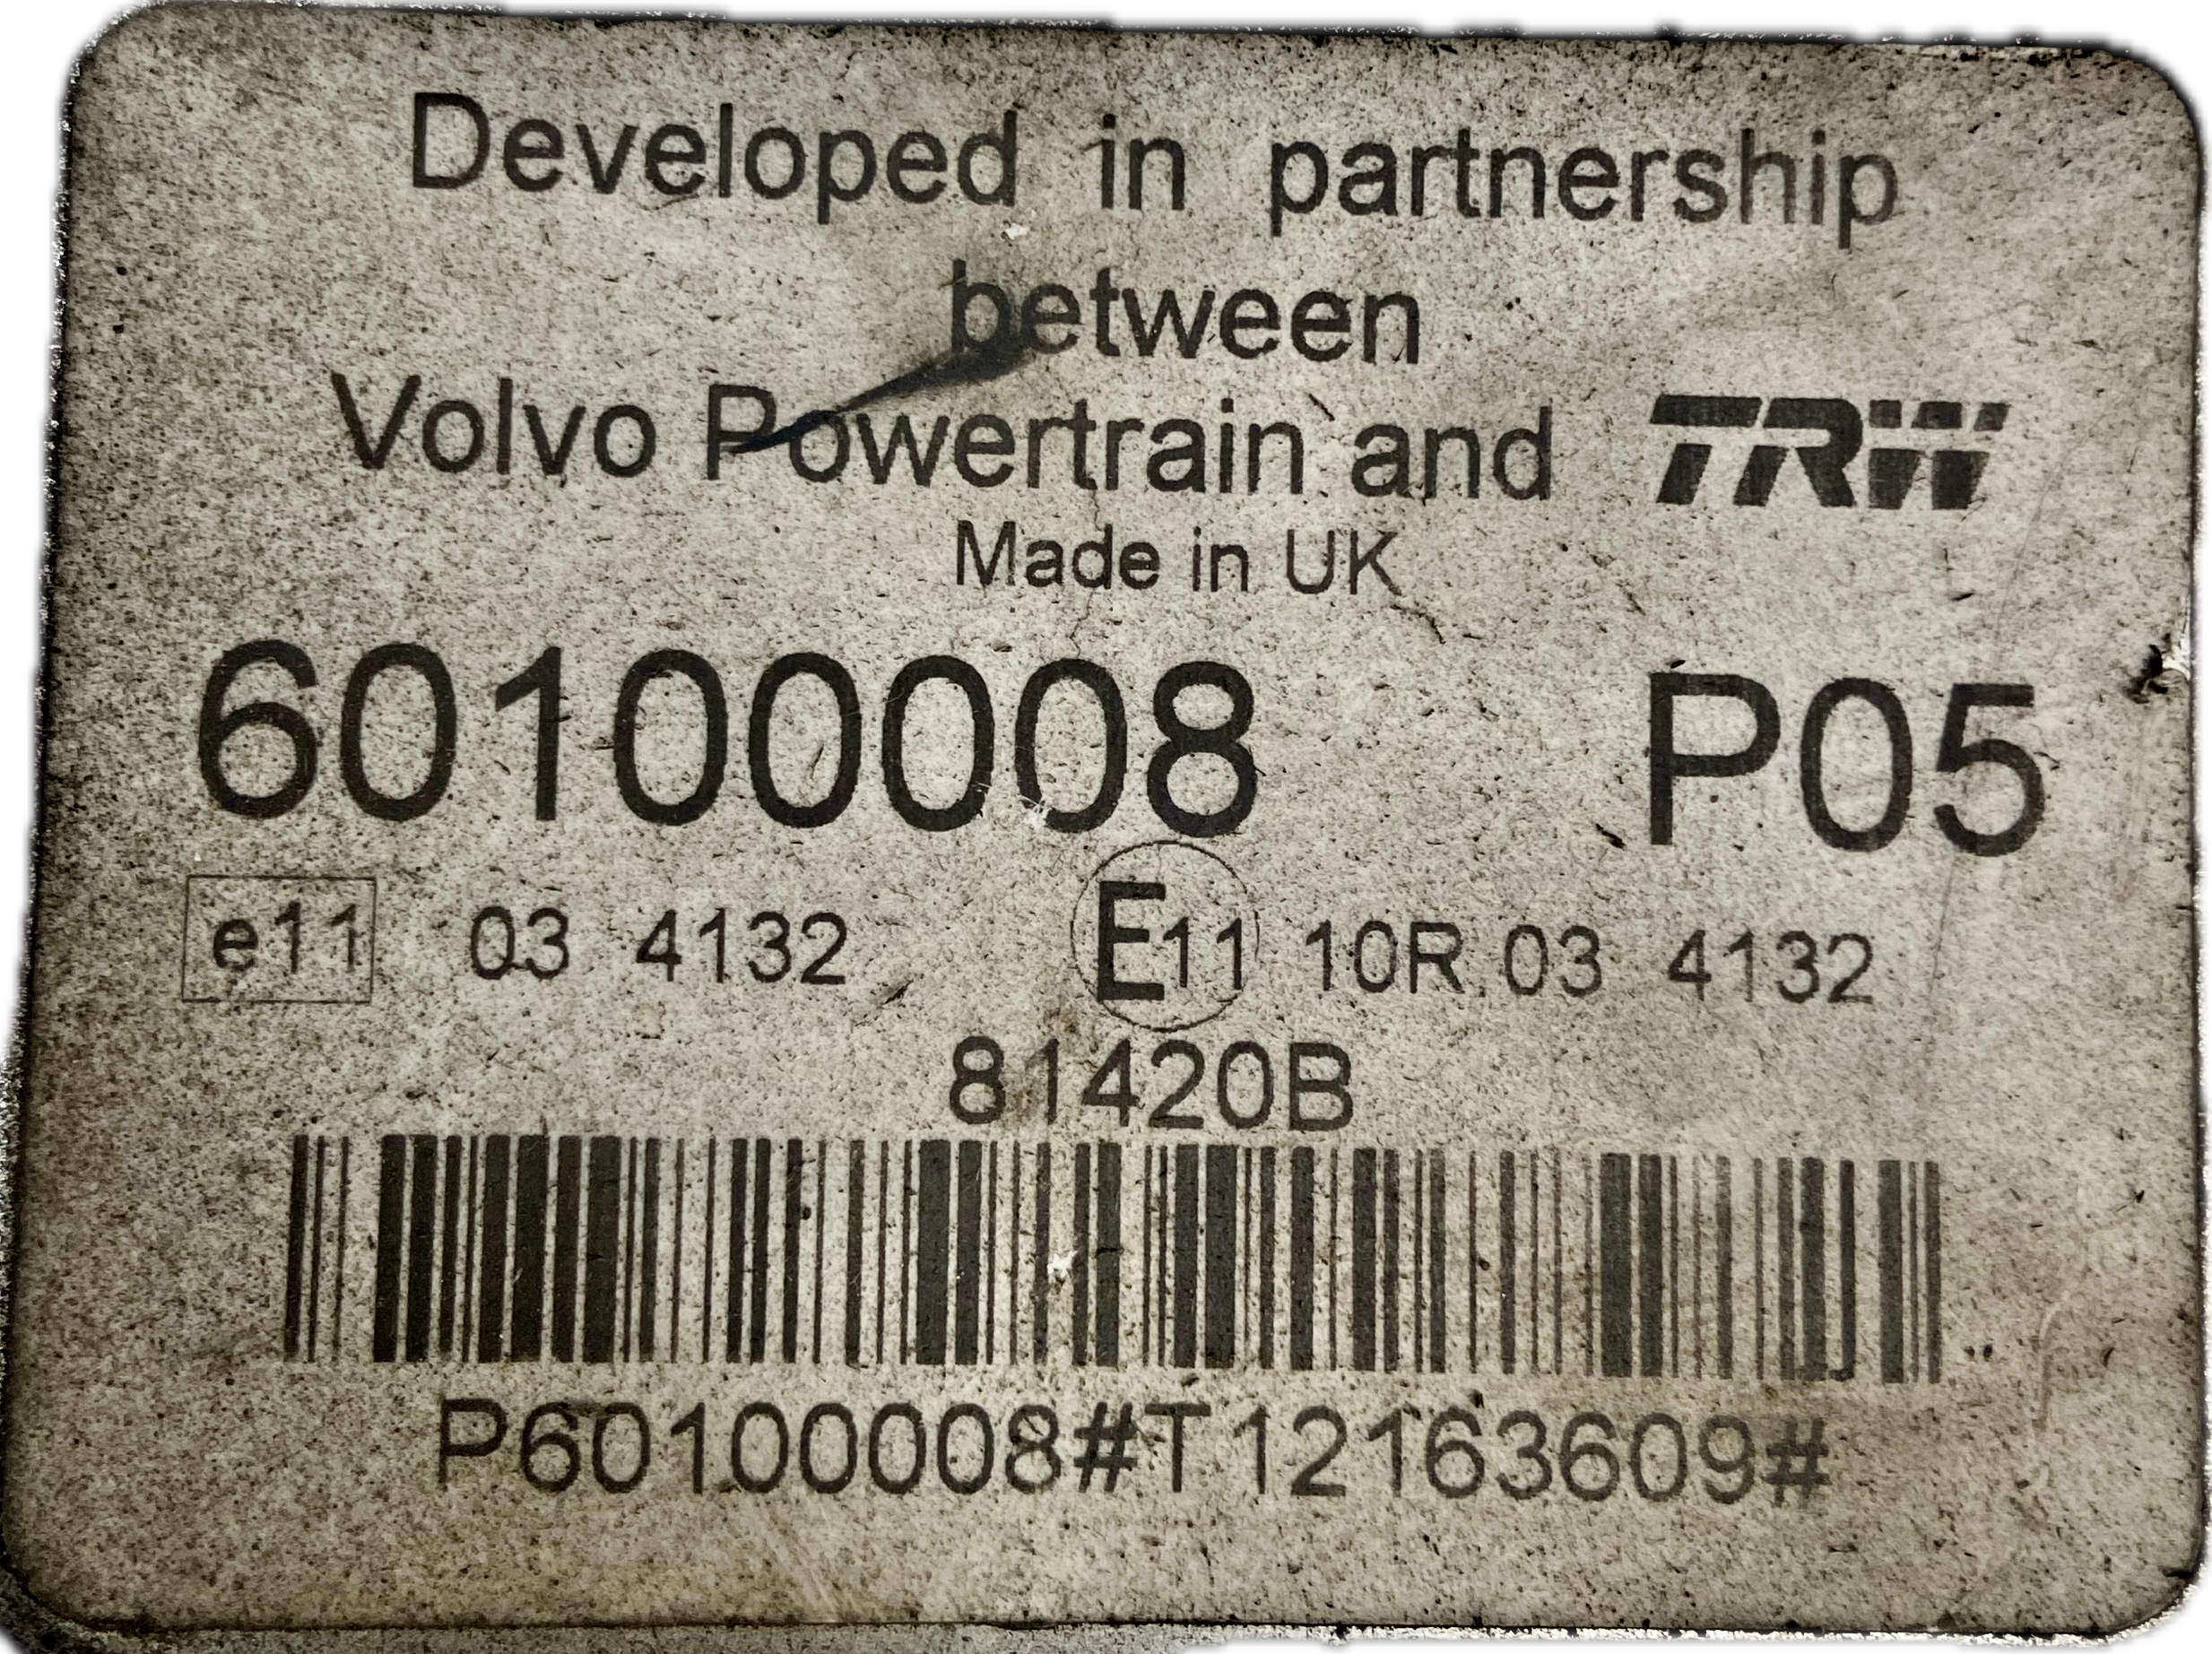 Developed in partnership
between
Volvo Powertrain and TRW
Made in UK
60100008 P05
e11 03 4132 E11 10R 03 4132
81420B
P60100008#T12163609#